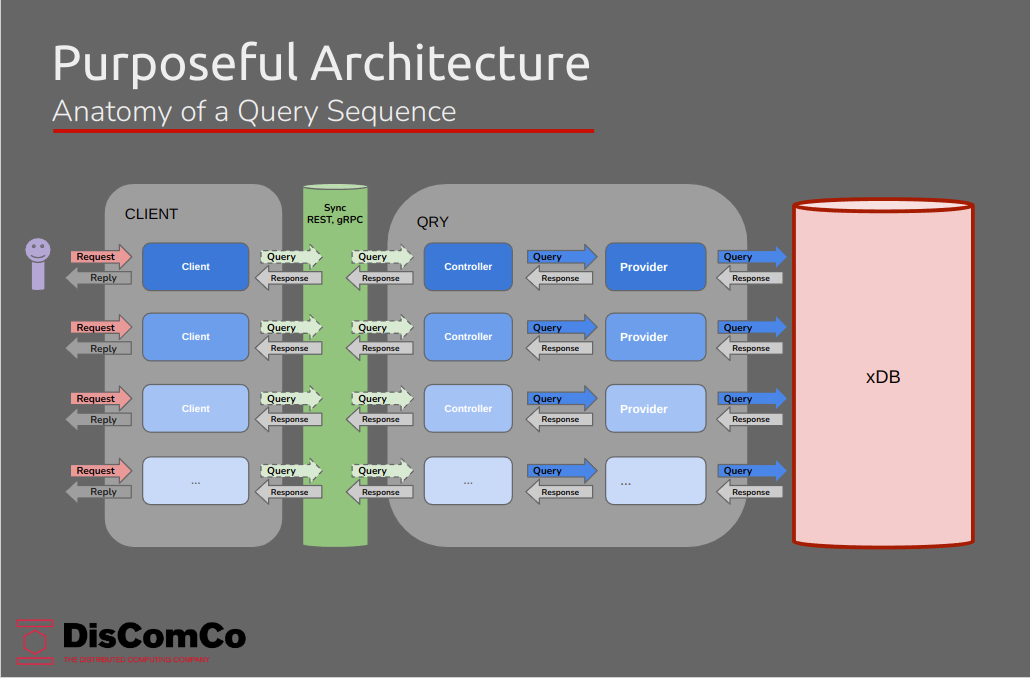 Purposeful Architecture
Anatomy of a Query Sequence
CLIENT
Sync
REST, gRPC
QRY
Request Query Query Query Query
Client Controller Provider
Reply Response Response Response Response
xDB
Request Query Query Query Query
Client Controller Provider
Reply Response Response Response Response
Request Query Query Query Query
Client Controller Provider
Reply Response Response Response Response
Request Query Query Query Query
... ... ...
Reply Response Response Response Response
DisComCo
THE DISTRIBUTED COMPUTING COMPANY